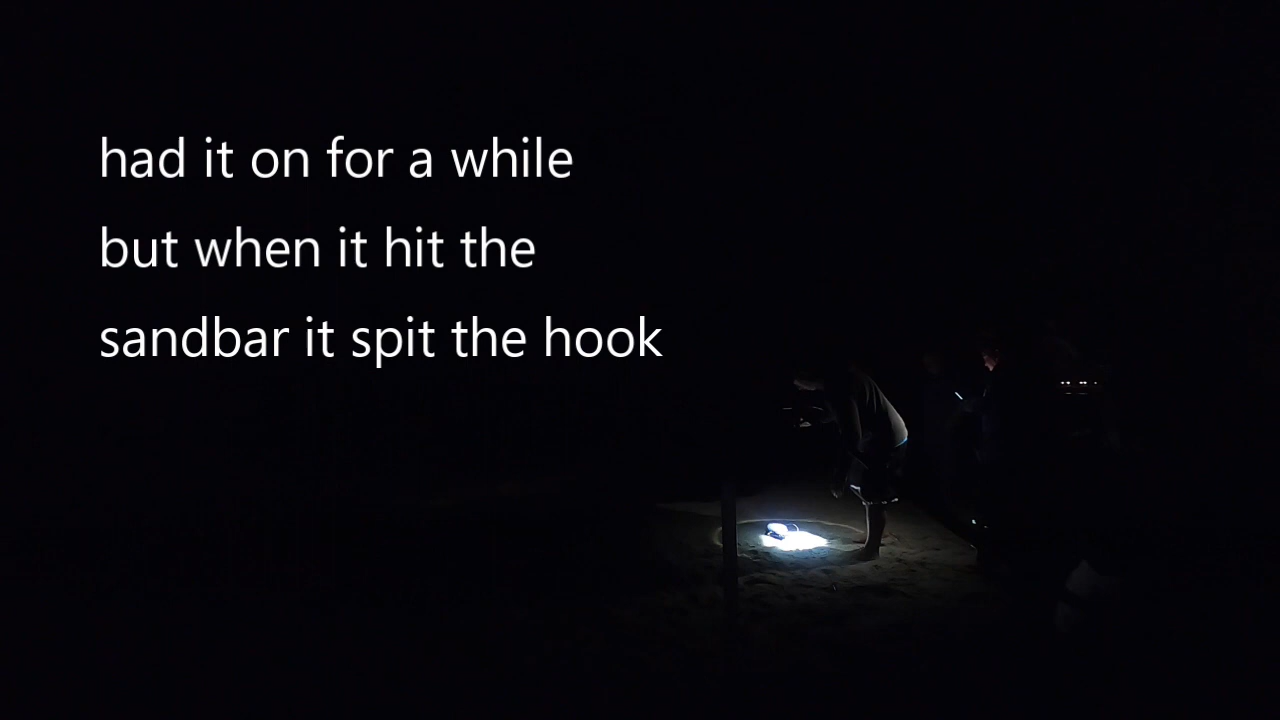 had it on for a while
but when it hit the
sandbar it spit the hook